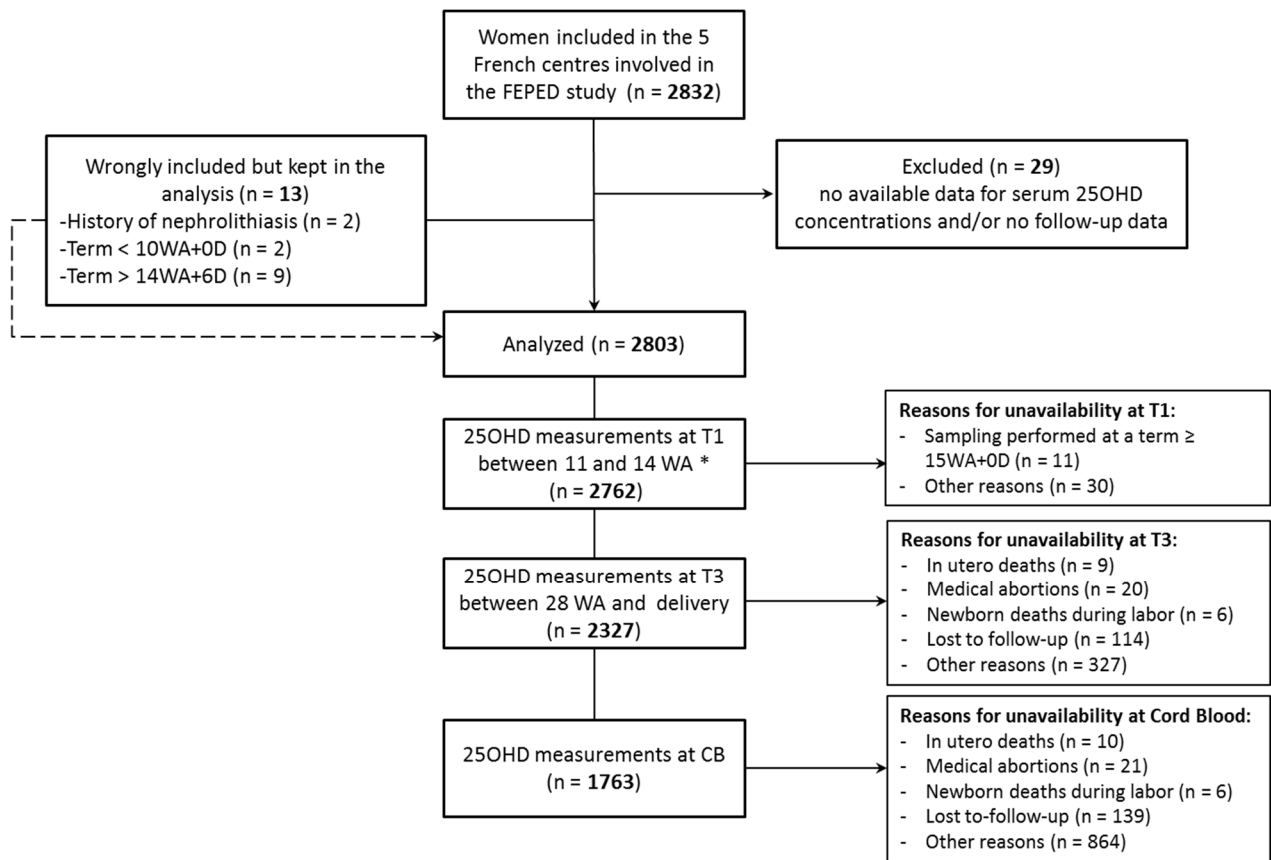 Women included in the 5
French centres involved in
the FEPED study (n = 2832)
Wrongly included but kept in the
analysis (n = 13)
-History of nephrolithiasis (n = 2)
-Term < 10WA+0D (n = 2)
-Term > 14WA+6D (n = 9)
Excluded (n = 29)
no available data for serum 25OHD
concentrations and/or no follow-up data
Analyzed (n = 2803)
25OHD measurements at T1
between 11 and 14 WA *
(n = 2762)
Reasons for unavailability at T1:
- Sampling performed at a term ≥
15WA+0D (n = 11)
- Other reasons (n = 30)
25OHD measurements at T3
between 28 WA and delivery
(n = 2327)
Reasons for unavailability at T3:
- In utero deaths (n = 9)
- Medical abortions (n = 20)
- Newborn deaths during labor (n = 6)
- Lost to follow-up (n = 114)
- Other reasons (n = 327)
25OHD measurements at CB
(n = 1763)
Reasons for unavailability at Cord Blood:
- In utero deaths (n = 10)
- Medical abortions (n = 21)
- Newborn deaths during labor (n = 6)
- Lost to-follow-up (n = 139)
- Other reasons (n = 864)